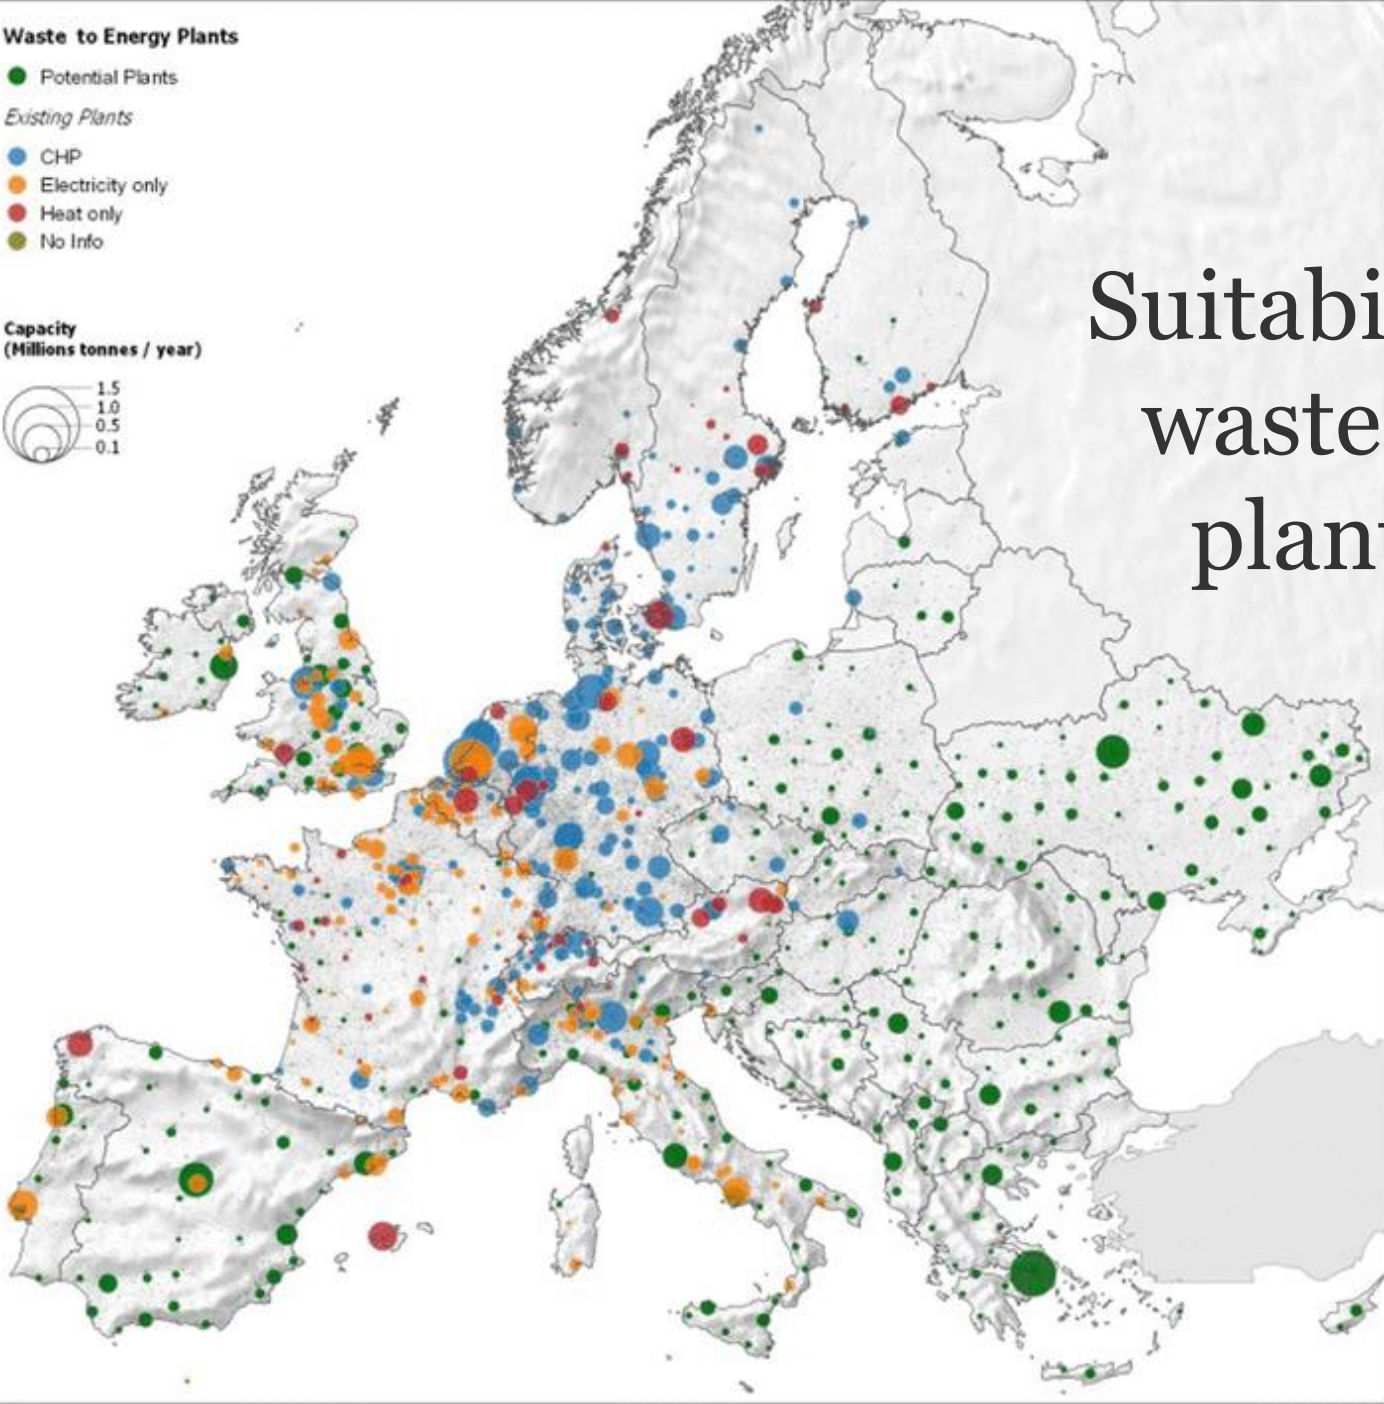 Waste to Energy Plants
Potential Plants
Existing Plants
CHP
Electricity only
Heat only
No Info
Capacity
(Millions tonnes / year)
1.5
1.0
0.5
0.1
Suitabi
waste
plant